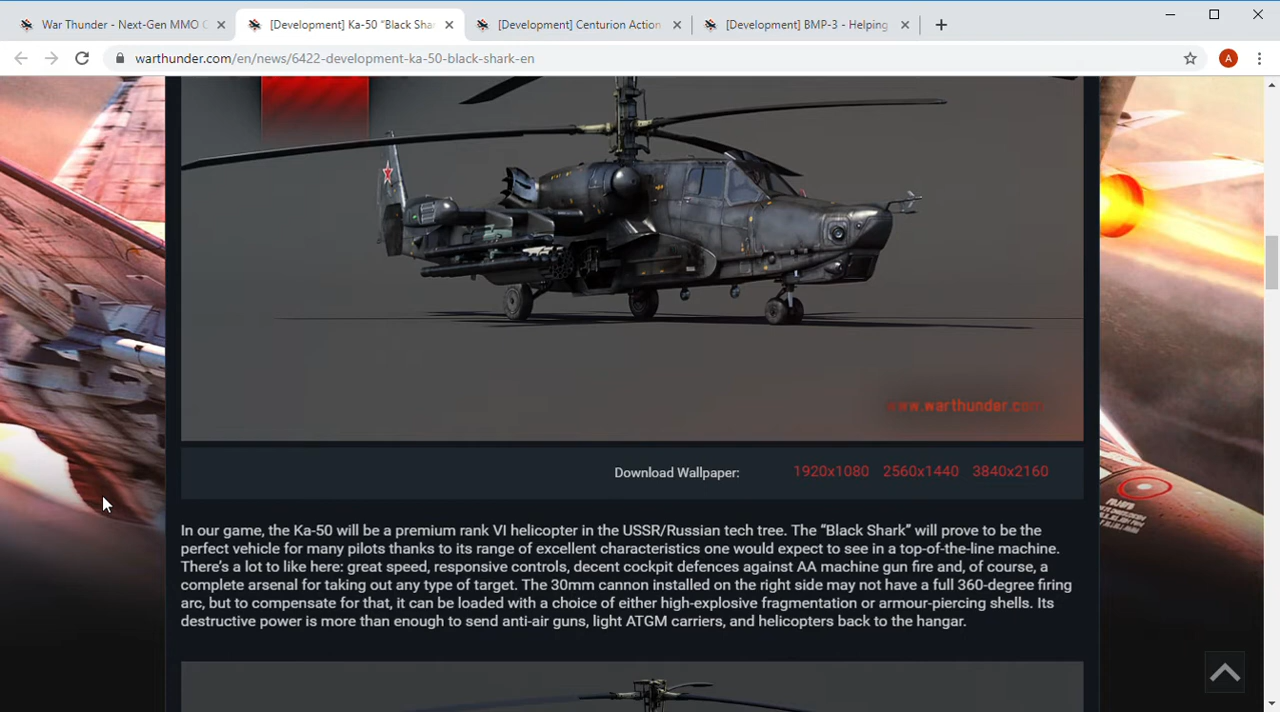 War Thunder - Next-Gen MMO C
[Development] Ka-50 "Black Shar
[Development] Centurion Action
[Development] BMP-3 - Helping
warthunder.com/en/news/6422-development-ka-50-black-shark-en
A
www.warthunder.com
Download Wallpaper: 1920x1080 2560x1440 3840x2160
In our game, the Ka-50 will be a premium rank VI helicopter in the USSR/Russian tech tree. The “Black Shark” will prove to be the
perfect vehicle for many pilots thanks to its range of excellent characteristics one would expect to see in a top-of-the-line machine.
There’s a lot to like here: great speed, responsive controls, decent cockpit defences against AA machine gun fire and, of course, a
complete arsenal for taking out any type of target. The 30mm cannon installed on the right side may not have a full 360-degree firing
arc, but to compensate for that, it can be loaded with a choice of either high-explosive fragmentation or armour-piercing shells. Its
destructive power is more than enough to send anti-air guns, light ATGM carriers, and helicopters back to the hangar.